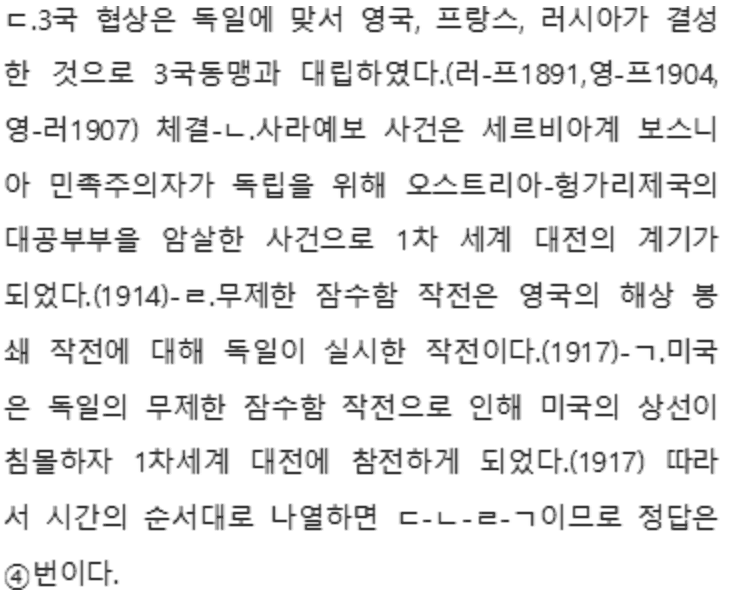 ㄷ.3국 협상은 독일에 맞서 영국, 프랑스, 러시아가 결성
한 것으로 3국동맹과 대립하였다.(러-프1891,영-프1904,
영-러1907) 체결-ㄴ.사라예보 사건은 세르비아계 보스니
아 민족주의자가 독립을 위해 오스트리아-헝가리제국의
대공부부을 암살한 사건으로 1차 세계 대전의 계기가
되었다.(1914)-ㄹ.무제한 잠수함 작전은 영국의 해상 봉
쇄 작전에 대해 독일이 실시한 작전이다.(1917)-ㄱ.미국
은 독일의 무제한 잠수함 작전으로 인해 미국의 상선이
침몰하자 1차세계 대전에 참전하게 되었다.(1917) 따라
서 시간의 순서대로 나열하면 ㄷ-ㄴ-ㄹ-ㄱ이므로 정답은
④번이다.